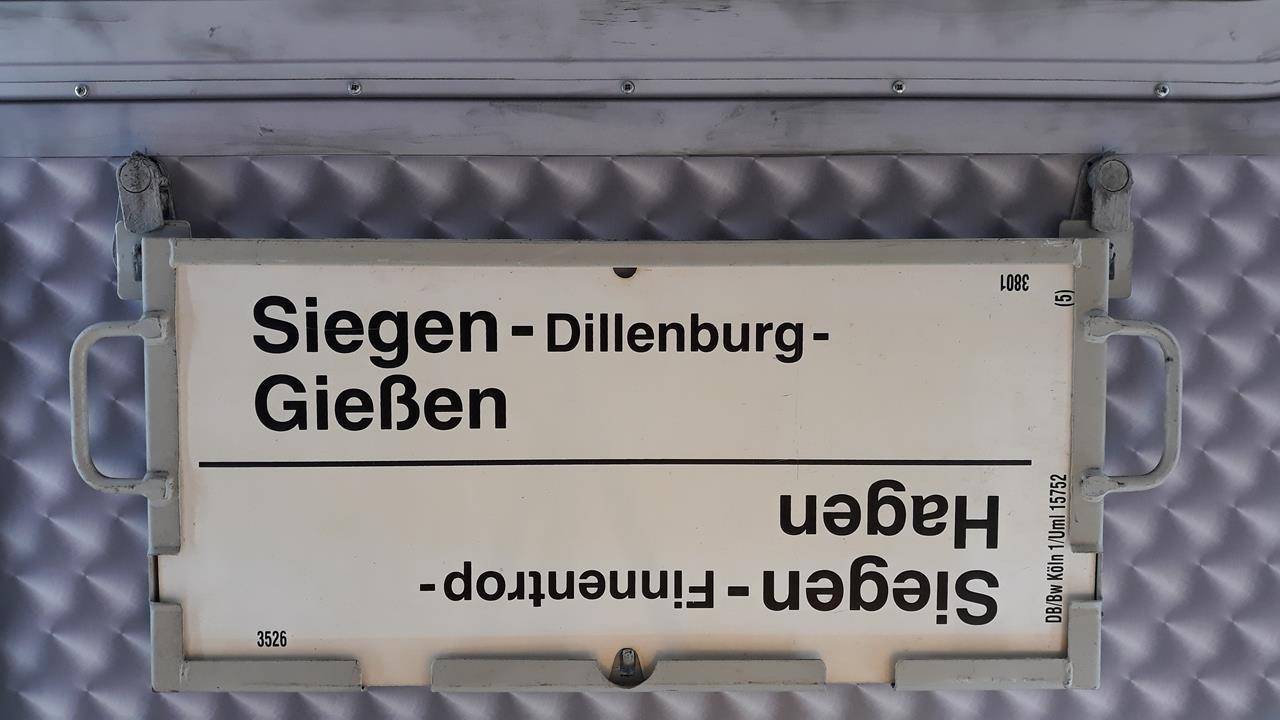 Siegen - Dillenburg -
Gießen
3801
(5)
Siegen - Finnentrop -
Hagen
DB/Bw Köln 1/Uml 15752
3526